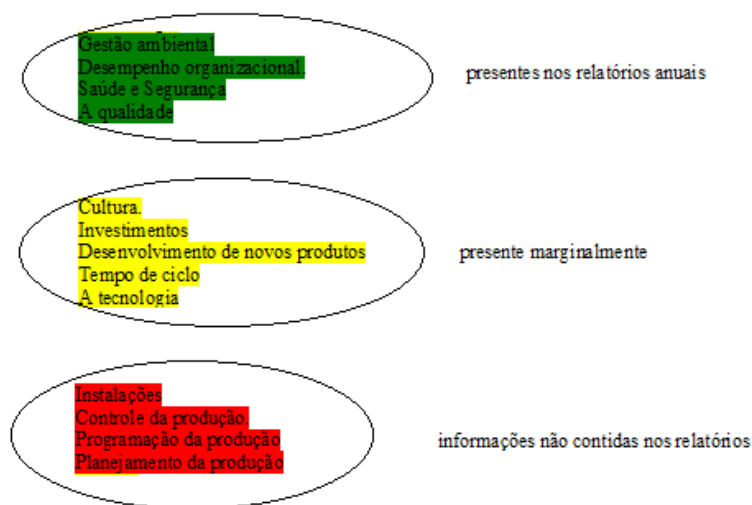 Gestão ambiental
Desempenho organizacional.
Saúde e Segurança
A qualidade
presentes nos relatórios anuais
Cultura.
Investimentos
Desenvolvimento de novos produtos
Tempo de ciclo
A tecnologia
presente marginalmente
Instalações
Controle da produção.
Programação da produção
Planejamento da produção
informações não contidas nos relatórios